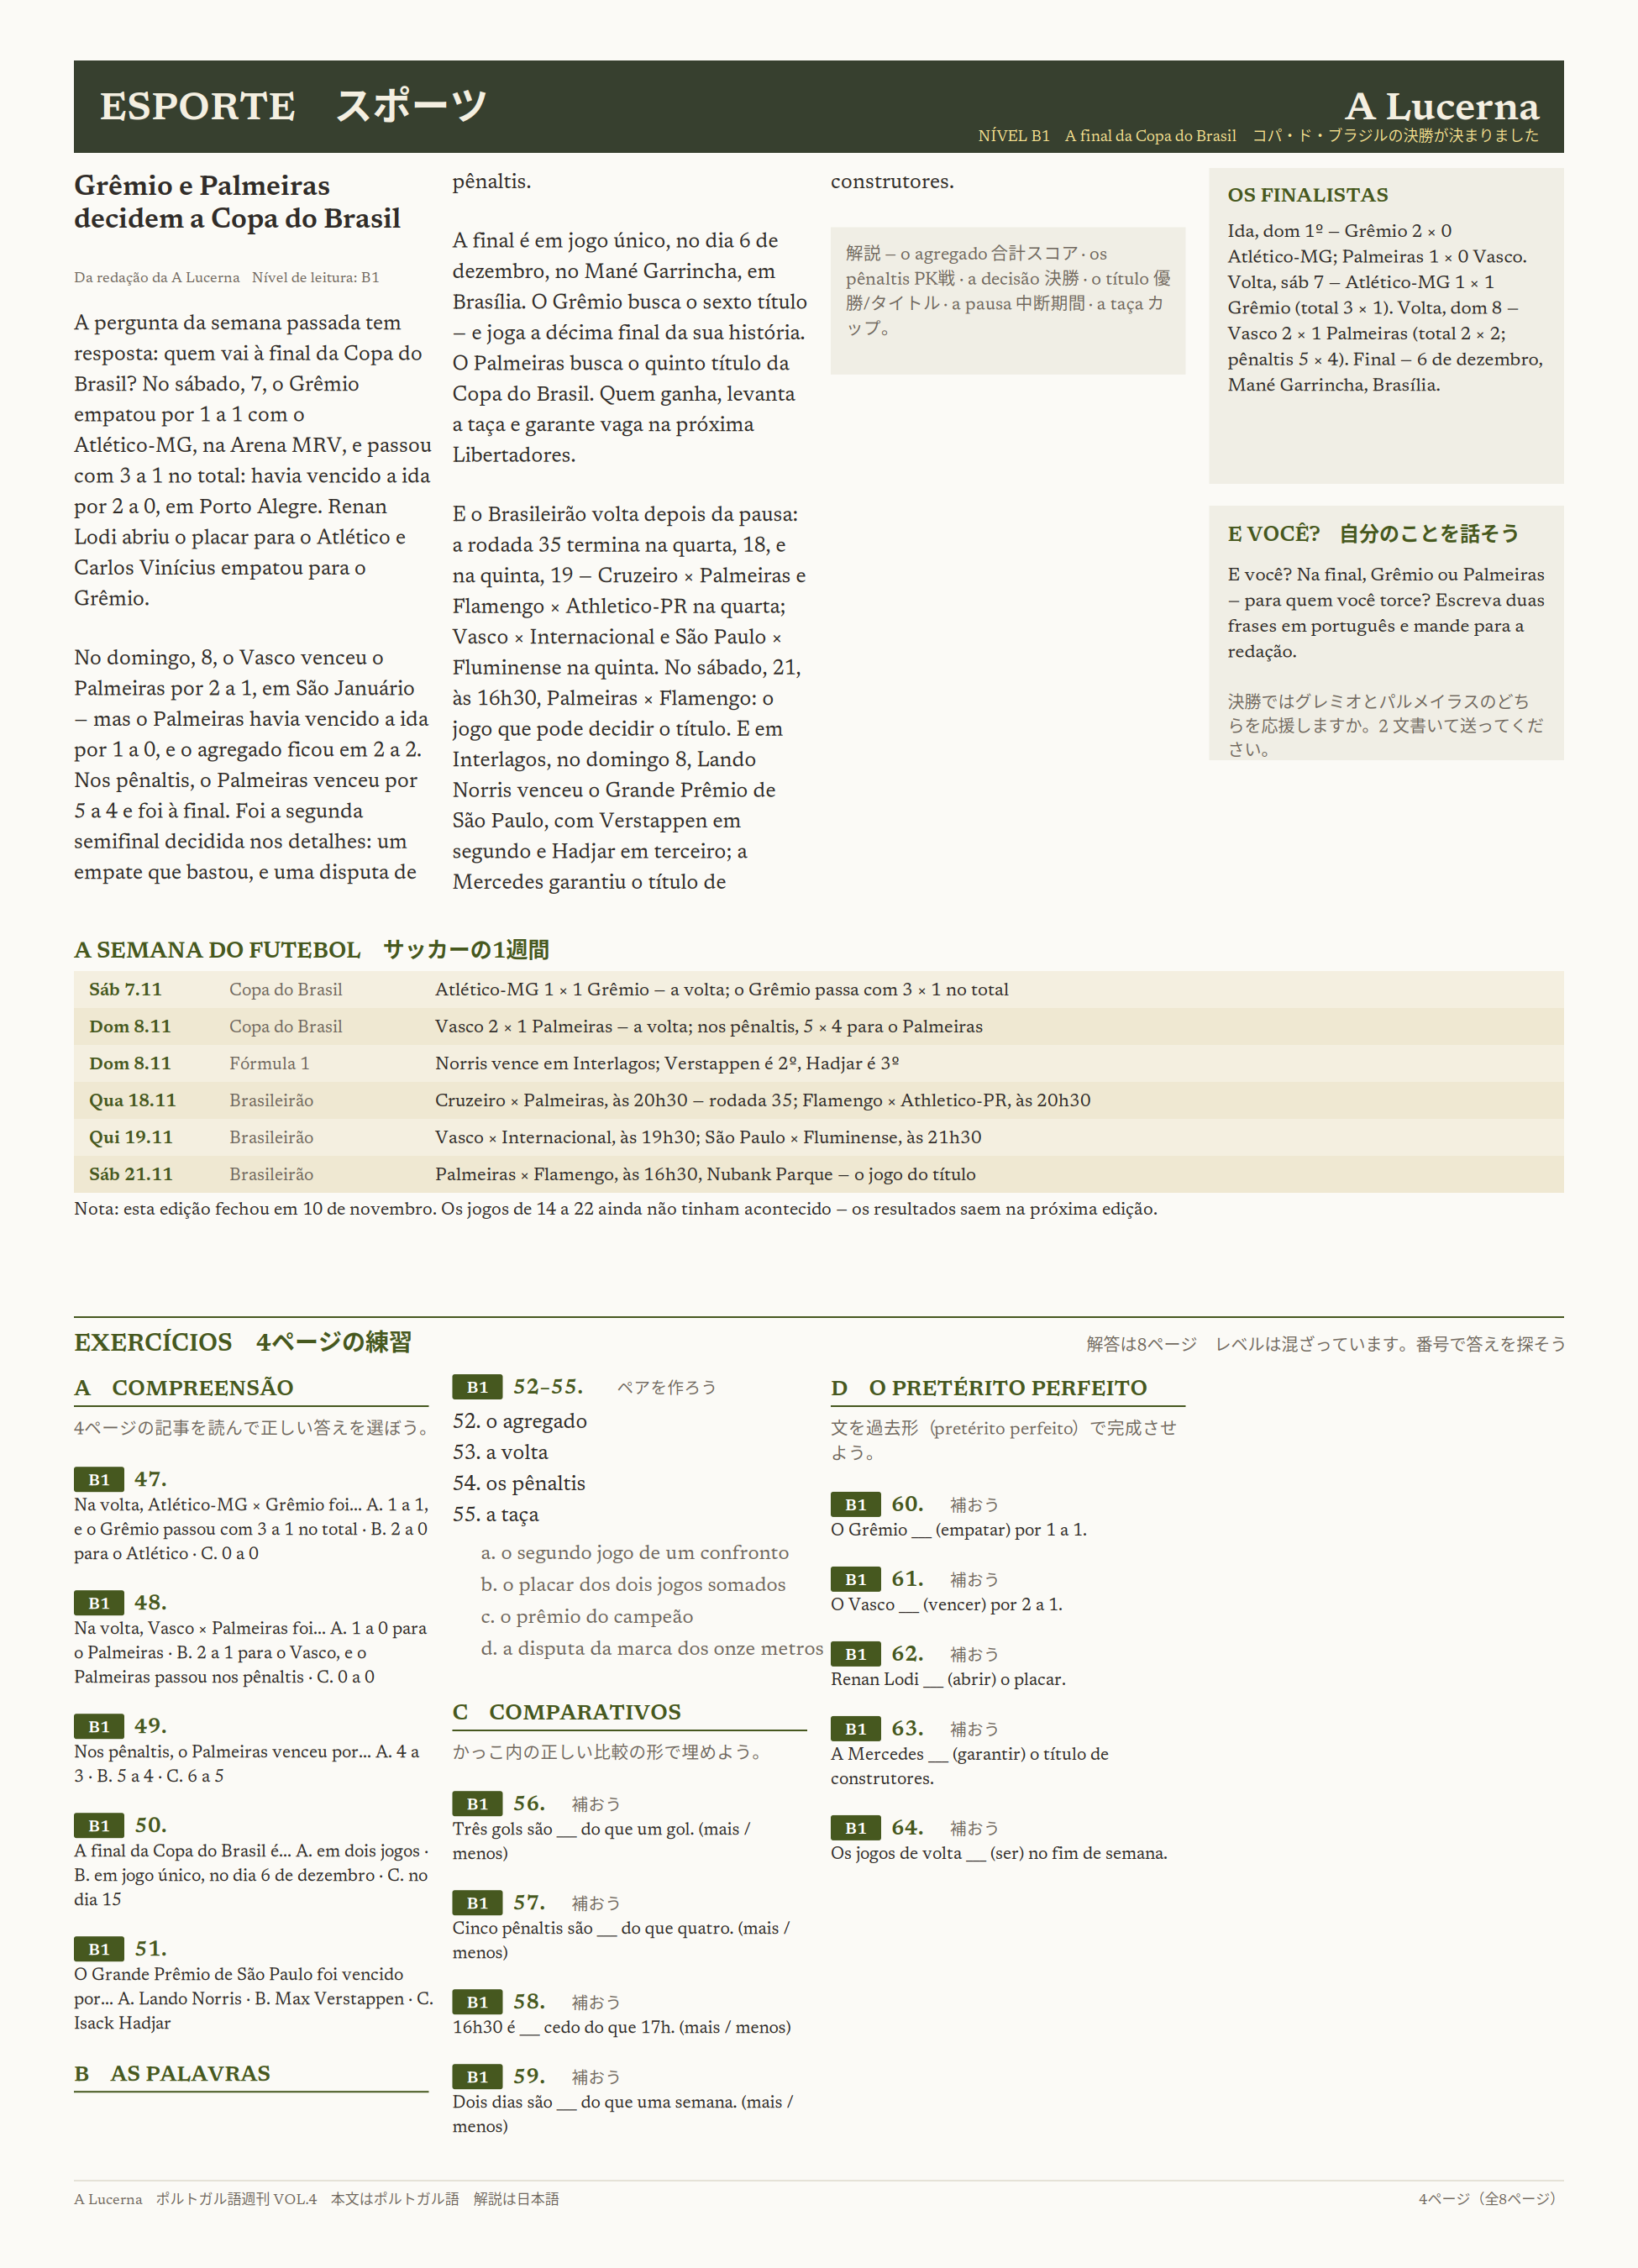 ESPORTE　スポーツ
A Lucerna
NÍVEL B1　A final da Copa do Brasil　コパ・ド・ブラジルの決勝が決まりました
Grêmio e Palmeiras
decidem a Copa do Brasil
Da redação da A Lucerna　Nível de leitura: B1
A pergunta da semana passada tem
resposta: quem vai à final da Copa do
Brasil? No sábado, 7, o Grêmio
empatou por 1 a 1 com o
Atlético-MG, na Arena MRV, e passou
com 3 a 1 no total: havia vencido a ida
por 2 a 0, em Porto Alegre. Renan
Lodi abriu o placar para o Atlético e
Carlos Vinícius empatou para o
Grêmio.
No domingo, 8, o Vasco venceu o
Palmeiras por 2 a 1, em São Januário
– mas o Palmeiras havia vencido a ida
por 1 a 0, e o agregado ficou em 2 a 2.
Nos pênaltis, o Palmeiras venceu por
5 a 4 e foi à final. Foi a segunda
semifinal decidida nos detalhes: um
empate que bastou, e uma disputa de
pênaltis.
A final é em jogo único, no dia 6 de
dezembro, no Mané Garrincha, em
Brasília. O Grêmio busca o sexto título
– e joga a décima final da sua história.
O Palmeiras busca o quinto título da
Copa do Brasil. Quem ganha, levanta
a taça e garante vaga na próxima
Libertadores.
E o Brasileirão volta depois da pausa:
a rodada 35 termina na quarta, 18, e
na quinta, 19 – Cruzeiro × Palmeiras e
Flamengo × Athletico-PR na quarta;
Vasco × Internacional e São Paulo ×
Fluminense na quinta. No sábado, 21,
às 16h30, Palmeiras × Flamengo: o
jogo que pode decidir o título. E em
Interlagos, no domingo 8, Lando
Norris venceu o Grande Prêmio de
São Paulo, com Verstappen em
segundo e Hadjar em terceiro; a
Mercedes garantiu o título de
construtores.
解説 – o agregado 合計スコア · os
pênaltis PK戦 · a decisão 決勝 · o título 優
勝/タイトル · a pausa 中断期間 · a taça カ
ップ。
OS FINALISTAS
Ida, dom 1º – Grêmio 2 × 0
Atlético-MG; Palmeiras 1 × 0 Vasco.
Volta, sáb 7 – Atlético-MG 1 × 1
Grêmio (total 3 × 1). Volta, dom 8 –
Vasco 2 × 1 Palmeiras (total 2 × 2;
pênaltis 5 × 4). Final – 6 de dezembro,
Mané Garrincha, Brasília.
E VOCÊ?　自分のことを話そう
E você? Na final, Grêmio ou Palmeiras
– para quem você torce? Escreva duas
frases em português e mande para a
redação.
決勝ではグレミオとパルメイラスのどち
らを応援しますか。2 文書いて送ってくだ
さい。
A SEMANA DO FUTEBOL　サッカーの1週間
Sáb 7.11　Copa do Brasil　Atlético-MG 1 × 1 Grêmio – a volta; o Grêmio passa com 3 × 1 no total
Dom 8.11　Copa do Brasil　Vasco 2 × 1 Palmeiras – a volta; nos pênaltis, 5 × 4 para o Palmeiras
Dom 8.11　Fórmula 1　Norris vence em Interlagos; Verstappen é 2º, Hadjar é 3º
Qua 18.11　Brasileirão　Cruzeiro × Palmeiras, às 20h30 – rodada 35; Flamengo × Athletico-PR, às 20h30
Qui 19.11　Brasileirão　Vasco × Internacional, às 19h30; São Paulo × Fluminense, às 21h30
Sáb 21.11　Brasileirão　Palmeiras × Flamengo, às 16h30, Nubank Parque – o jogo do título
Nota: esta edição fechou em 10 de novembro. Os jogos de 14 a 22 ainda não tinham acontecido – os resultados saem na próxima edição.
EXERCÍCIOS　4ページの練習
解答は8ページ　レベルは混ざっています。番号で答えを探そう
A　COMPREENSÃO
4ページの記事を読んで正しい答えを選ぼう。
B1 47.
Na volta, Atlético-MG × Grêmio foi... A. 1 a 1,
e o Grêmio passou com 3 a 1 no total · B. 2 a 0
para o Atlético · C. 0 a 0
B1 48.
Na volta, Vasco × Palmeiras foi... A. 1 a 0 para
o Palmeiras · B. 2 a 1 para o Vasco, e o
Palmeiras passou nos pênaltis · C. 0 a 0
B1 49.
Nos pênaltis, o Palmeiras venceu por... A. 4 a
3 · B. 5 a 4 · C. 6 a 5
B1 50.
A final da Copa do Brasil é... A. em dois jogos ·
B. em jogo único, no dia 6 de dezembro · C. no
dia 15
B1 51.
O Grande Prêmio de São Paulo foi vencido
por... A. Lando Norris · B. Max Verstappen · C.
Isack Hadjar
B　AS PALAVRAS
B1 52–55.　ペアを作ろう
52. o agregado
53. a volta
54. os pênaltis
55. a taça
a. o segundo jogo de um confronto
b. o placar dos dois jogos somados
c. o prêmio do campeão
d. a disputa da marca dos onze metros
C　COMPARATIVOS
かっこ内の正しい比較の形で埋めよう。
B1 56.　補おう
Três gols são ___ do que um gol. (mais /
menos)
B1 57.　補おう
Cinco pênaltis são ___ do que quatro. (mais /
menos)
B1 58.　補おう
16h30 é ___ cedo do que 17h. (mais / menos)
B1 59.　補おう
Dois dias são ___ do que uma semana. (mais /
menos)
D　O PRETÉRITO PERFEITO
文を過去形（pretérito perfeito）で完成させ
よう。
B1 60.　補おう
O Grêmio ___ (empatar) por 1 a 1.
B1 61.　補おう
O Vasco ___ (vencer) por 2 a 1.
B1 62.　補おう
Renan Lodi ___ (abrir) o placar.
B1 63.　補おう
A Mercedes ___ (garantir) o título de
construtores.
B1 64.　補おう
Os jogos de volta ___ (ser) no fim de semana.
A Lucerna　ポルトガル語週刊 VOL.4　本文はポルトガル語　解説は日本語
4ページ（全8ページ）